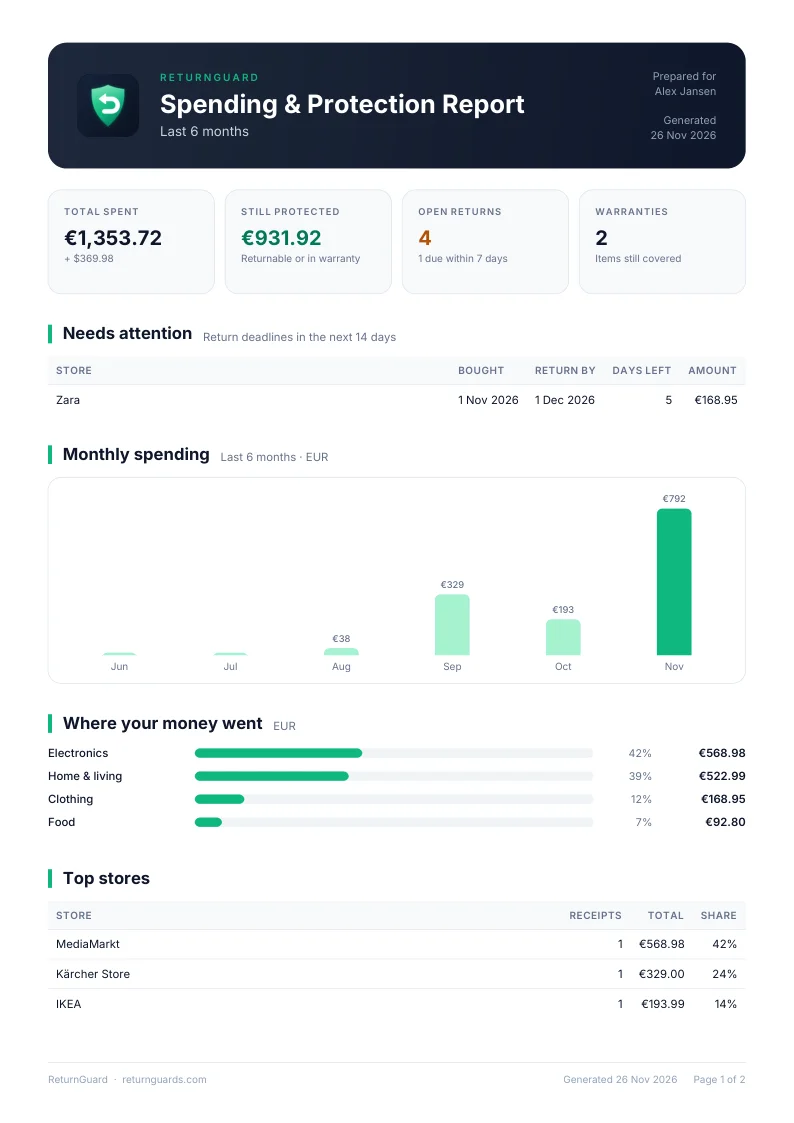 RETURNGUARD
Spending & Protection Report
Last 6 months
Prepared for
Alex Jansen
Generated
26 Nov 2026
TOTAL SPENT
€1,353.72
+ $369.98
STILL PROTECTED
€931.92
Returnable or in warranty
OPEN RETURNS
4
1 due within 7 days
WARRANTIES
2
Items still covered
Needs attention Return deadlines in the next 14 days
STORE BOUGHT RETURN BY DAYS LEFT AMOUNT
Zara 1 Nov 2026 1 Dec 2026 5 €168.95
Monthly spending Last 6 months · EUR
€792
€329
€193
€38
Jun Jul Aug Sep Oct Nov
Where your money went EUR
Electronics 42% €568.98
Home & living 39% €522.99
Clothing 12% €168.95
Food 7% €92.80
Top stores
STORE RECEIPTS TOTAL SHARE
MediaMarkt 1 €568.98 42%
Kärcher Store 1 €329.00 24%
IKEA 1 €193.99 14%
ReturnGuard · returnguards.com Generated 26 Nov 2026 Page 1 of 2